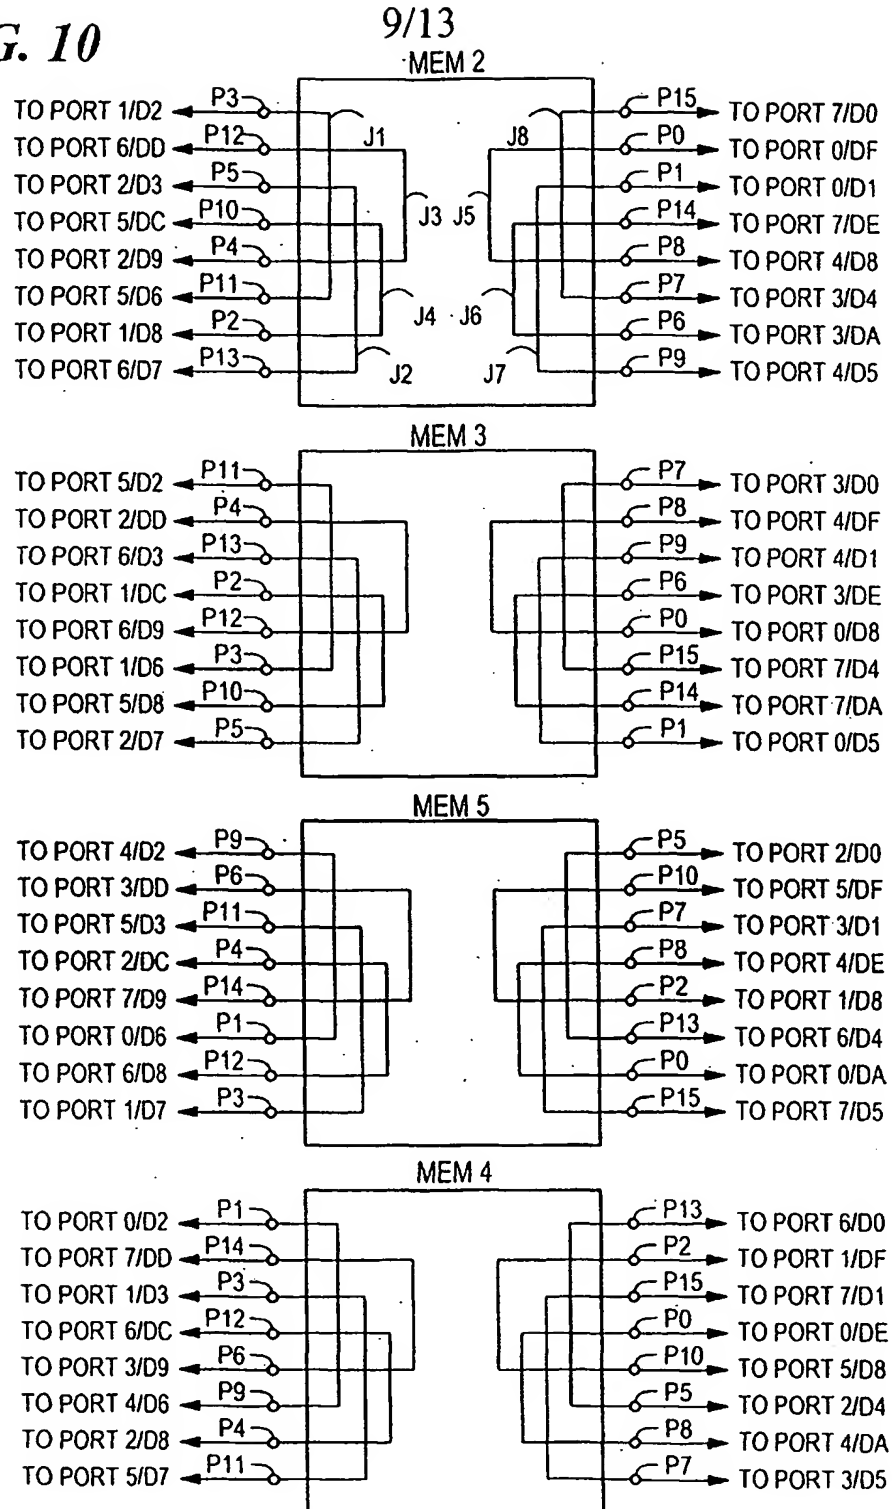 G. 10
9/13
MEM 2
TO PORT 1/D2 P3 P15 TO PORT 7/D0
TO PORT 6/DD P12 J1 J8 P0 TO PORT 0/DF
TO PORT 2/D3 P5 P1 TO PORT 0/D1
TO PORT 5/DC P10 J3 J5 P14 TO PORT 7/DE
TO PORT 2/D9 P4 P8 TO PORT 4/D8
TO PORT 5/D6 P11 P7 TO PORT 3/D4
TO PORT 1/D8 P2 J4 J6 P6 TO PORT 3/DA
TO PORT 6/D7 P13 J2 J7 P9 TO PORT 4/D5
MEM 3
TO PORT 5/D2 P11 P7 TO PORT 3/D0
TO PORT 2/DD P4 P8 TO PORT 4/DF
TO PORT 6/D3 P13 P9 TO PORT 4/D1
TO PORT 1/DC P2 P6 TO PORT 3/DE
TO PORT 6/D9 P12 P0 TO PORT 0/D8
TO PORT 1/D6 P3 P15 TO PORT 7/D4
TO PORT 5/D8 P10 P14 TO PORT 7/DA
TO PORT 2/D7 P5 P1 TO PORT 0/D5
MEM 5
TO PORT 4/D2 P9 P5 TO PORT 2/D0
TO PORT 3/DD P6 P10 TO PORT 5/DF
TO PORT 5/D3 P11 P7 TO PORT 3/D1
TO PORT 2/DC P4 P8 TO PORT 4/DE
TO PORT 7/D9 P14 P2 TO PORT 1/D8
TO PORT 0/D6 P1 P13 TO PORT 6/D4
TO PORT 6/D8 P12 P0 TO PORT 0/DA
TO PORT 1/D7 P3 P15 TO PORT 7/D5
MEM 4
TO PORT 0/D2 P1 P13 TO PORT 6/D0
TO PORT 7/DD P14 P2 TO PORT 1/DF
TO PORT 1/D3 P3 P15 TO PORT 7/D1
TO PORT 6/DC P12 P0 TO PORT 0/DE
TO PORT 3/D9 P6 P10 TO PORT 5/D8
TO PORT 4/D6 P9 P5 TO PORT 2/D4
TO PORT 2/D8 P4 P8 TO PORT 4/DA
TO PORT 5/D7 P11 P7 TO PORT 3/D5